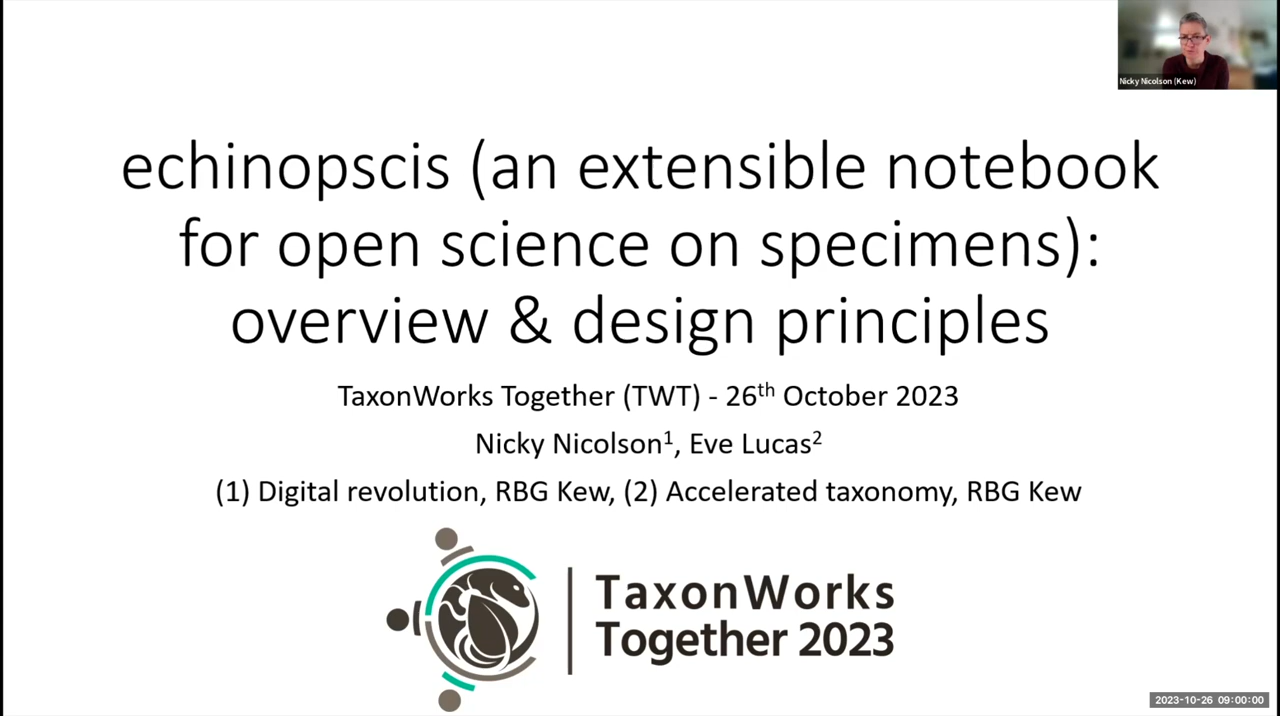 Nicky Nicolson (Kew)
echinopscis (an extensible notebook
for open science on specimens):
overview & design principles
TaxonWorks Together (TWT) - 26th October 2023
Nicky Nicolson1, Eve Lucas2
(1) Digital revolution, RBG Kew, (2) Accelerated taxonomy, RBG Kew
TaxonWorks
Together 2023
2023-10-26 09:00:00